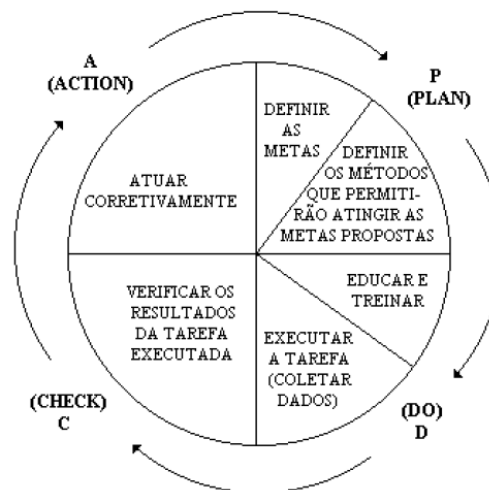 A
(ACTION)
P
(PLAN)
DEFINIR
AS
METAS
DEFINIR
OS MÉTODOS
QUE PERMITI-
RÃO ATINGIR AS
METAS PROPOSTAS
ATUAR
CORRETIVAMENTE
EDUCAR E
TREINAR
VERIFICAR OS
RESULTADOS
DA TAREFA
EXECUTADA
EXECUTAR
A TAREFA
(COLETAR
DADOS)
(CHECK)
C
(DO)
D